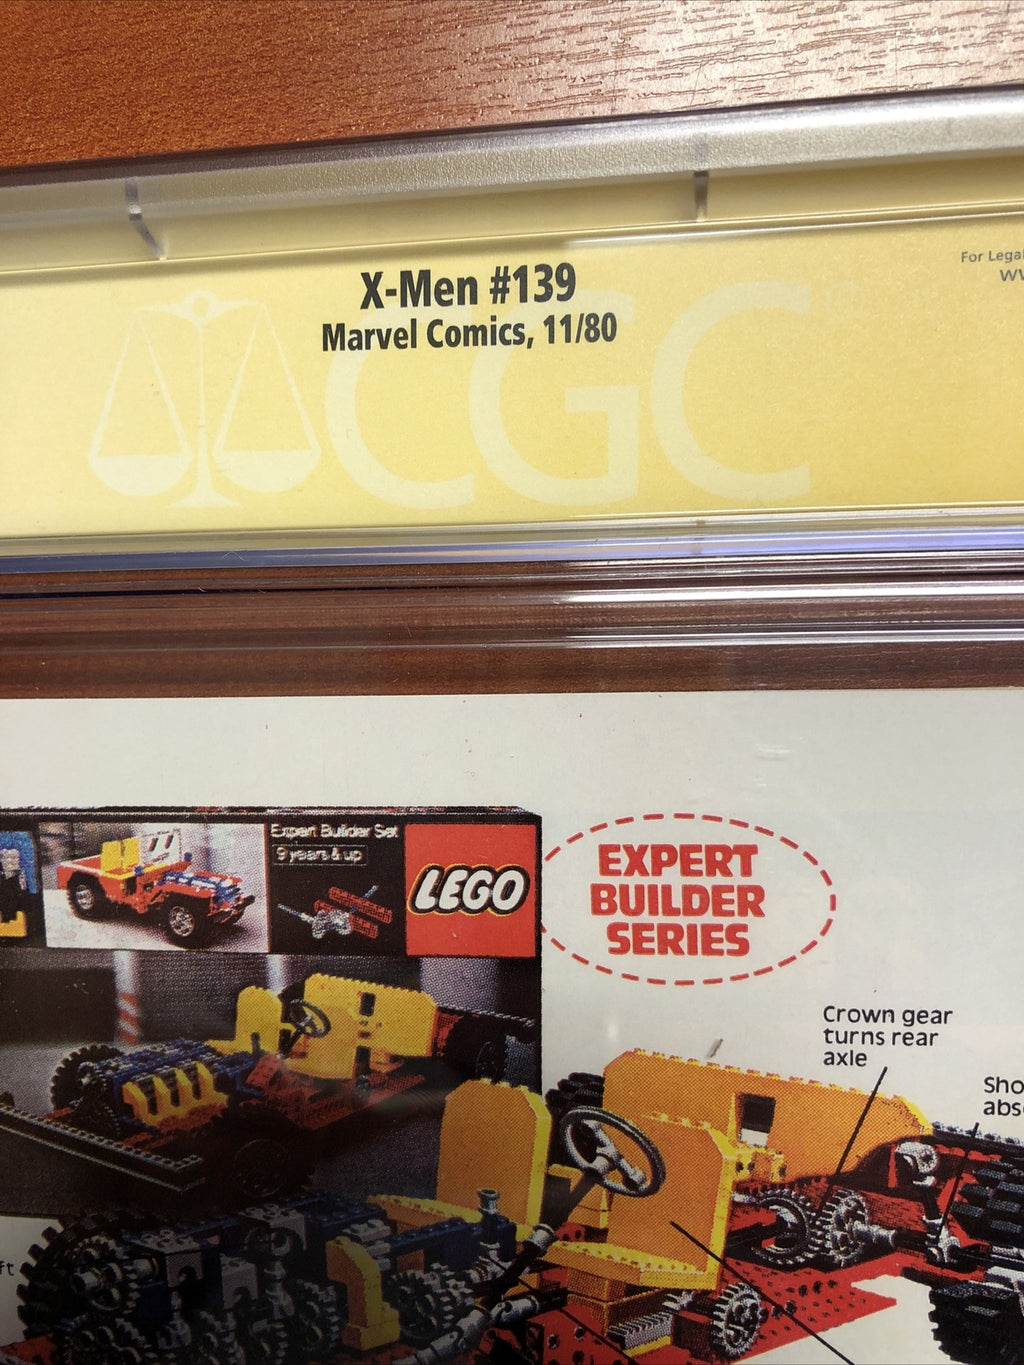 X-Men #139
Marvel Comics, 11/80
For Legal
CGC
Expert Builder Set
9 years & up
LEGO
EXPERT
BUILDER
SERIES
Crown gear
turns rear
axle